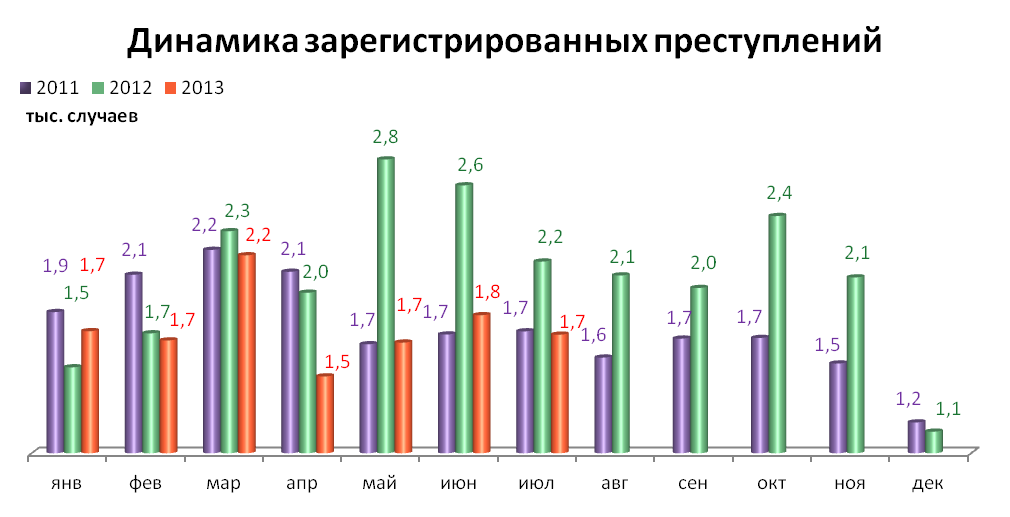 Динамика зарегистрированных преступлений
2011 2012 2013
тыс. случаев
1,9 1,5 1,7
2,1 1,7 1,7
2,2 2,3 2,2
2,1 2,0 1,5
1,7 2,8 1,7
1,7 2,6 1,8
1,7 2,2 1,7
1,6 2,1
1,7 2,0
1,7 2,4
1,5 2,1
1,2 1,1
янв фев мар апр май июн июл авг сен окт ноя дек